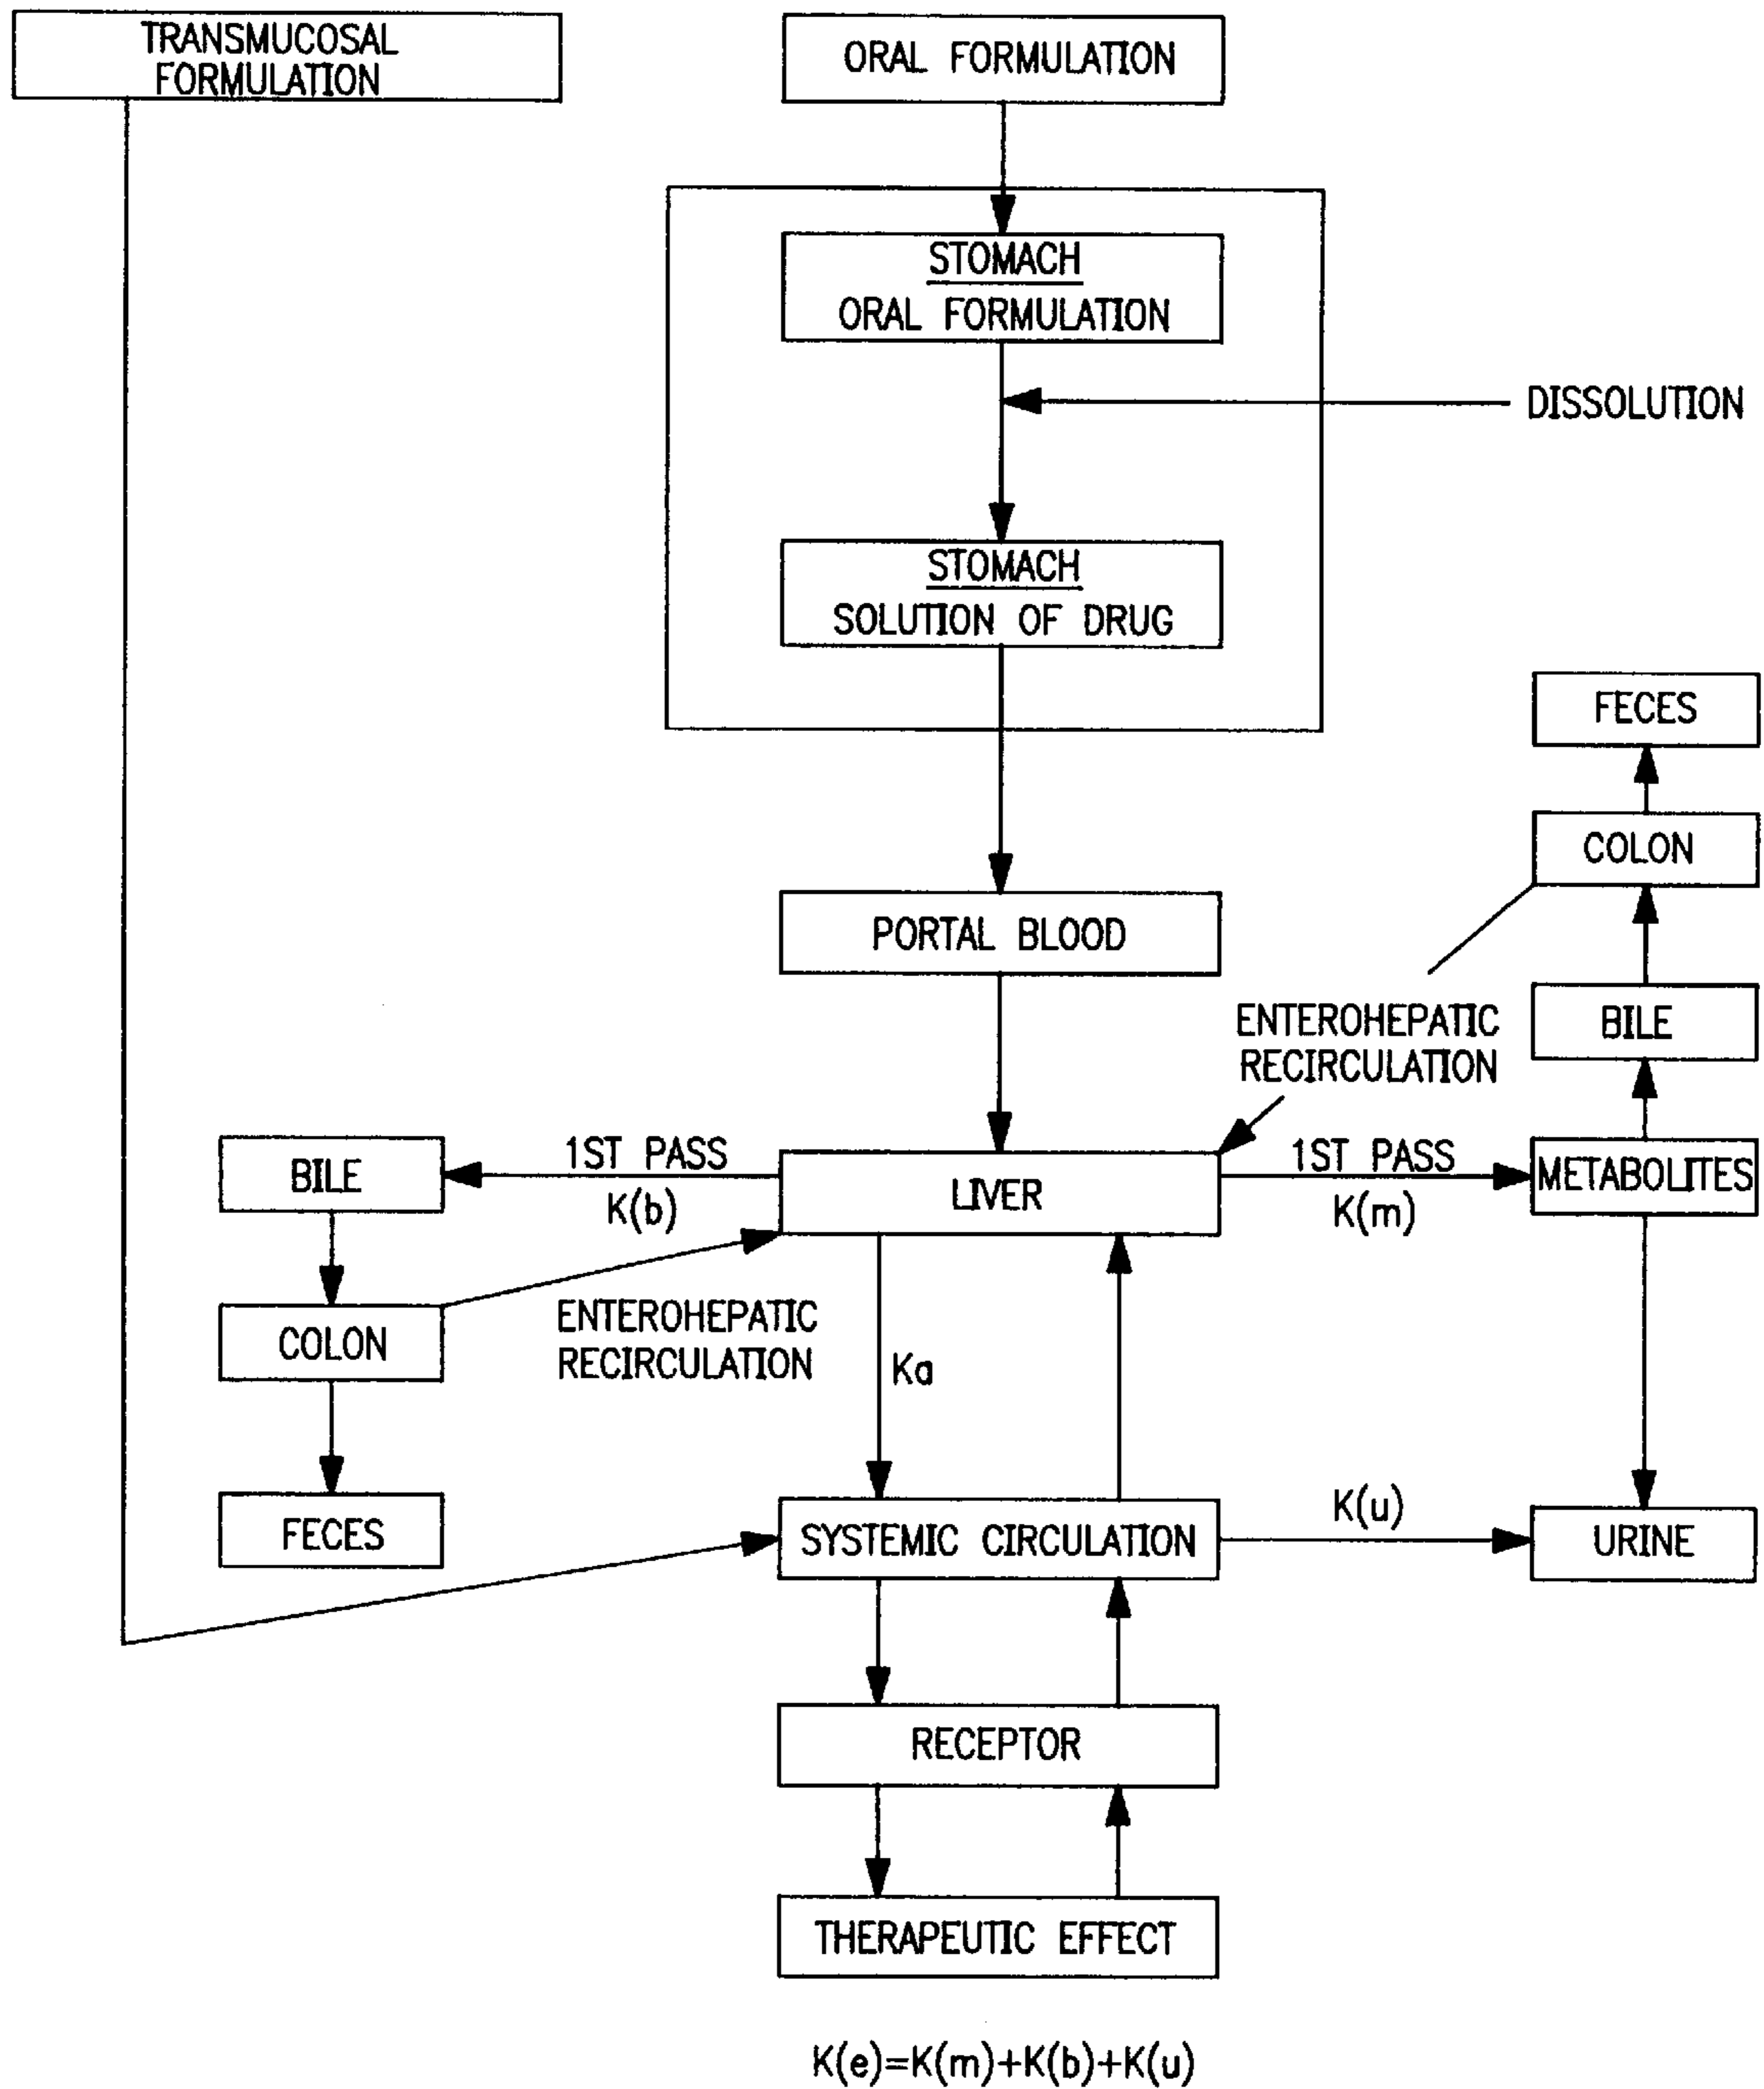 TRANSMUCOSAL
FORMULATION
ORAL FORMULATION
STOMACH
ORAL FORMULATION
DISSOLUTION
STOMACH
SOLUTION OF DRUG
FECES
COLON
PORTAL BLOOD
BILE
ENTEROHEPATIC
RECIRCULATION
BILE
1ST PASS
K(b)
LIVER
1ST PASS
K(m)
METABOLITES
COLON
ENTEROHEPATIC
RECIRCULATION
Ka
FECES
SYSTEMIC CIRCULATION
K(u)
URINE
RECEPTOR
THERAPEUTIC EFFECT
K(e)=K(m)+K(b)+K(u)